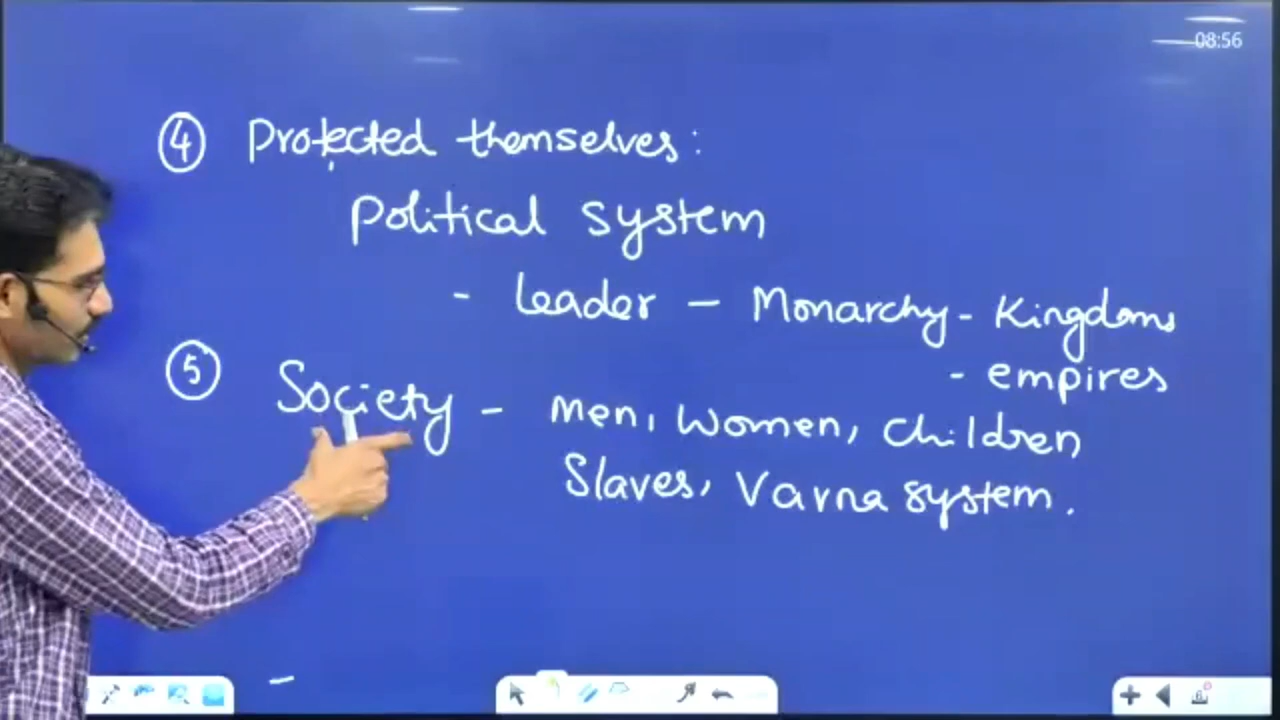 08:56
④ Protected themselves:
Political system
- leader – Monarchy - Kingdoms
- empires
⑤ Society - Men, Women, Children
Slaves, Varna system.